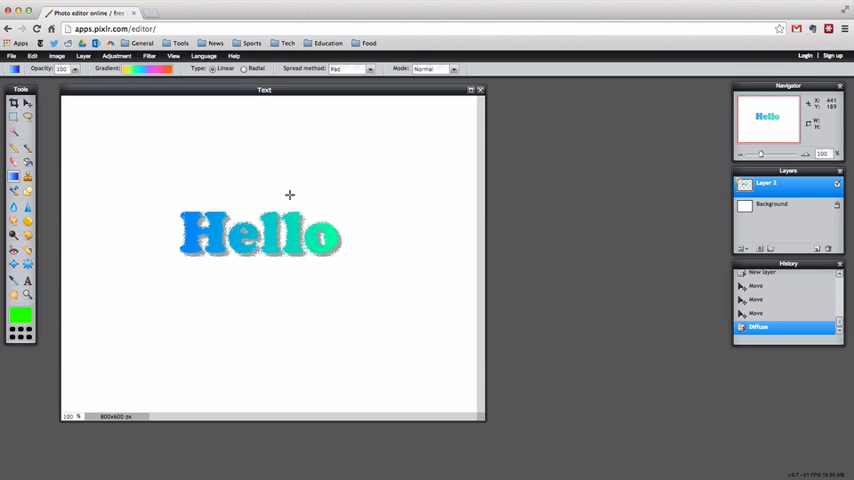 Photo editor online / free
apps.pixlr.com/editor/
Apps General Tools News Sports Tech Education Food
File Edit Image Layer Adjustment Filter View Language Help Login Sign up
Opacity: 100 Gradient: Type: Linear Radial Spread method: Pad Mode: Normal
Tools
Text
Hello
100 % 800x600 px
Navigator
X: 441
Y: 189
Hello
W:
H:
100 %
Layers
Layer 2
Background
History
New layer
Move
Move
Move
Diffuse